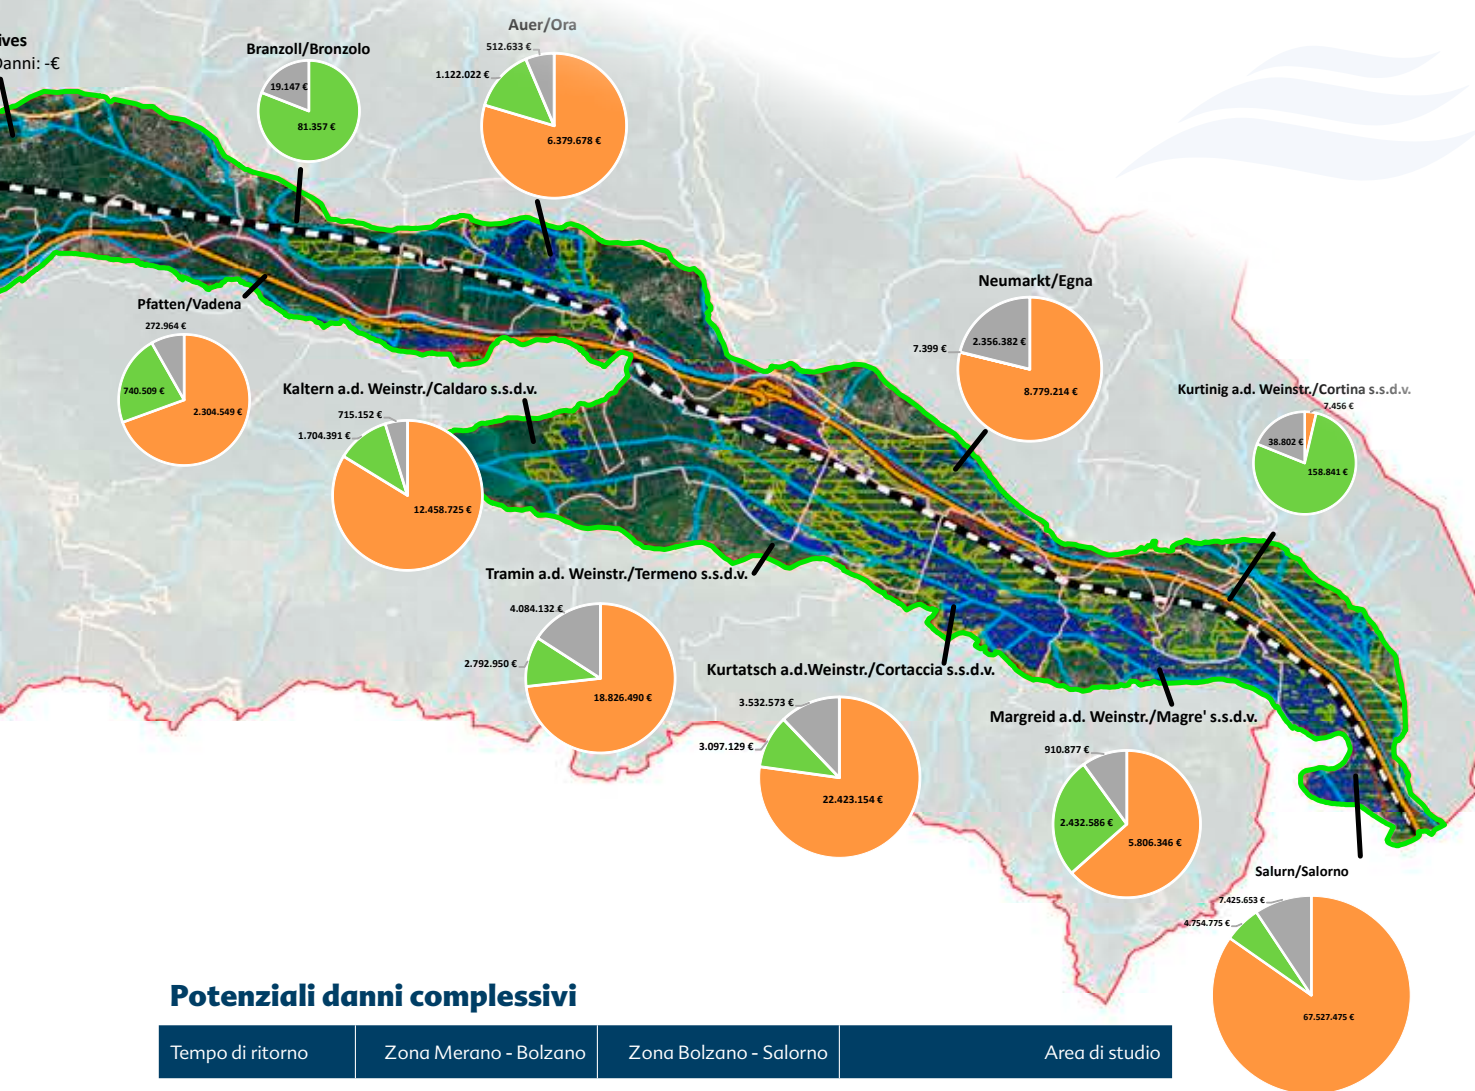 ives
Danni: -€
Branzoll/Bronzolo
19.147 €
81.357 €
Auer/Ora
512.633 €
1.122.022 €
6.379.678 €
Pfatten/Vadena
272.964 €
740.509 €
2.304.549 €
Kaltern a.d. Weinstr./Caldaro s.s.d.v.
715.152 €
1.704.391 €
12.458.725 €
Neumarkt/Egna
7.399 €
2.356.382 €
8.779.214 €
Kurtinig a.d. Weinstr./Cortina s.s.d.v.
7.456 €
38.802 €
158.841 €
Tramin a.d. Weinstr./Termeno s.s.d.v.
4.084.132 €
2.792.950 €
18.826.490 €
Kurtatsch a.d.Weinstr./Cortaccia s.s.d.v.
3.532.573 €
3.097.129 €
22.423.154 €
Margreid a.d. Weinstr./Magre' s.s.d.v.
910.877 €
2.432.586 €
5.806.346 €
Salurn/Salorno
7.425.653 €
4.754.775 €
67.527.475 €
Potenziali danni complessivi
Tempo di ritorno Zona Merano - Bolzano Zona Bolzano - Salorno Area di studio